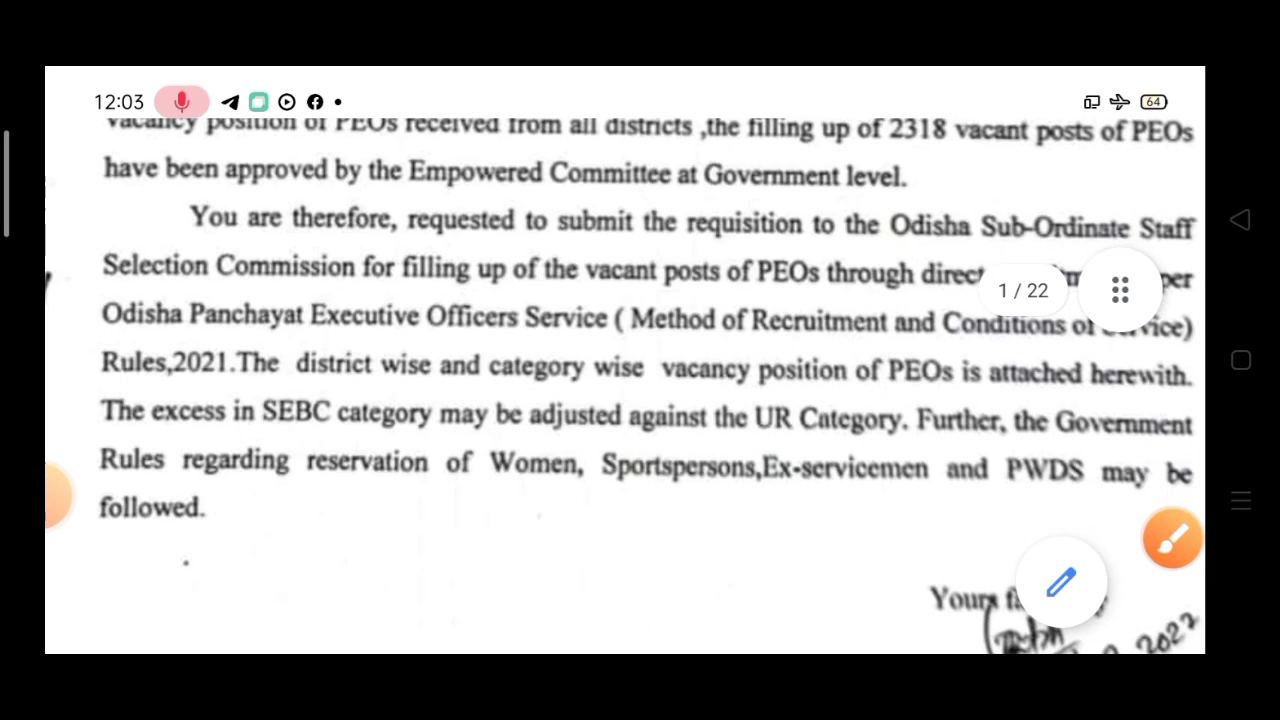 12:03
64
vacancy position of PEOs received from all districts ,the filling up of 2318 vacant posts of PEOs
have been approved by the Empowered Committee at Government level.
You are therefore, requested to submit the requisition to the Odisha Sub-Ordinate Staff
Selection Commission for filling up of the vacant posts of PEOs through direct per
1 / 22
Odisha Panchayat Executive Officers Service ( Method of Recruitment and Conditions of Service)
Rules,2021.The district wise and category wise vacancy position of PEOs is attached herewith.
The excess in SEBC category may be adjusted against the UR Category. Further, the Government
Rules regarding reservation of Women, Sportspersons,Ex-servicemen and PWDS may be
followed.
Yours
2022